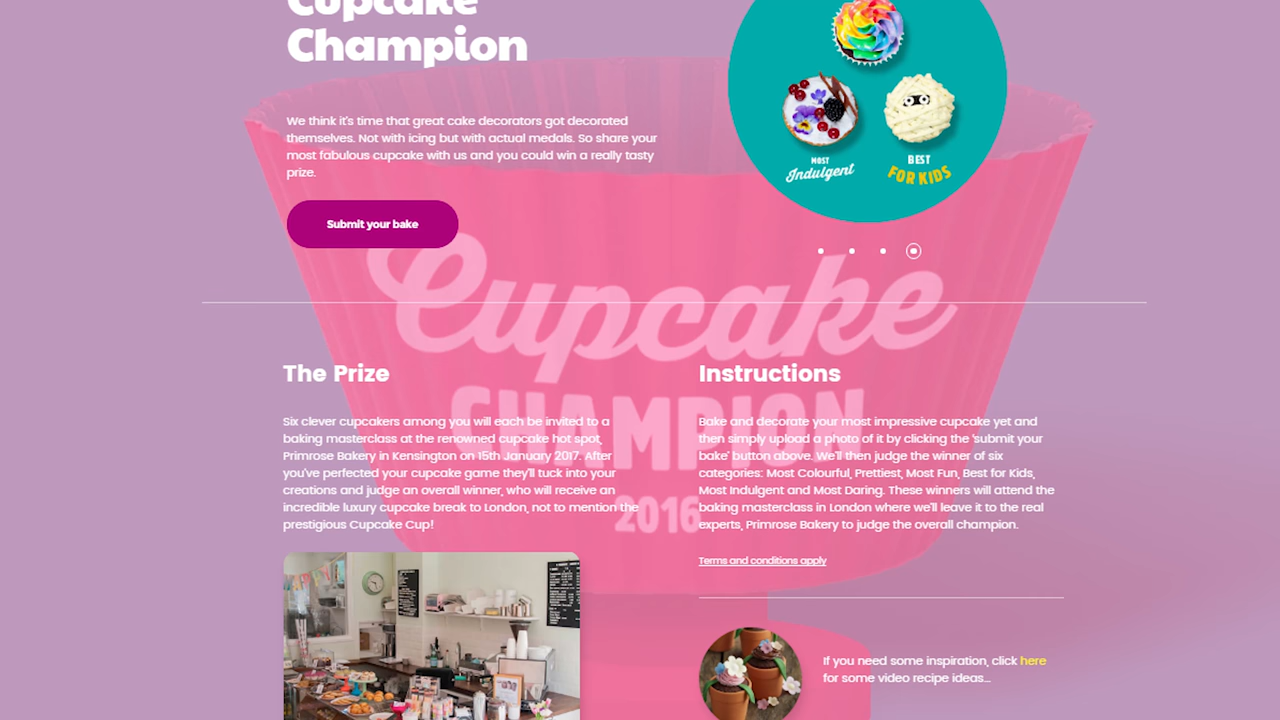 Cupcake
Champion
We think it's time that great cake decorators got decorated
themselves. Not with icing but with actual medals. So share your
most fabulous cupcake with us and you could win a really tasty
prize.
Submit your bake
MOST
Indulgent
BEST
FOR KIDS
Cupcake
CHAMPION
2016
The Prize
Six clever cupcakers among you will each be invited to a
baking masterclass at the renowned cupcake hot spot,
Primrose Bakery in Kensington on 15th January 2017. After
you've perfected your cupcake game they'll tuck into your
creations and judge an overall winner, who will receive an
incredible luxury cupcake break to London, not to mention the
prestigious Cupcake Cup!
Instructions
Bake and decorate your most impressive cupcake yet and
then simply upload a photo of it by clicking the 'submit your
bake' button above. We'll then judge the winner of six
categories: Most Colourful, Prettiest, Most Fun, Best for Kids,
Most Indulgent and Most Daring. These winners will attend the
baking masterclass in London where we'll leave it to the real
experts, Primrose Bakery to judge the overall champion.
Terms and conditions apply
If you need some inspiration, click here
for some video recipe ideas...